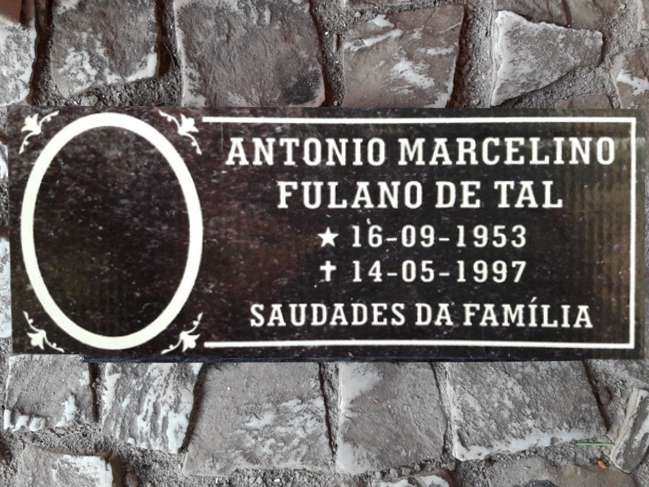 ANTONIO MARCELINO
FULANO DE TAL
★ 16-09-1953
✝ 14-05-1997
SAUDADES DA FAMÍLIA